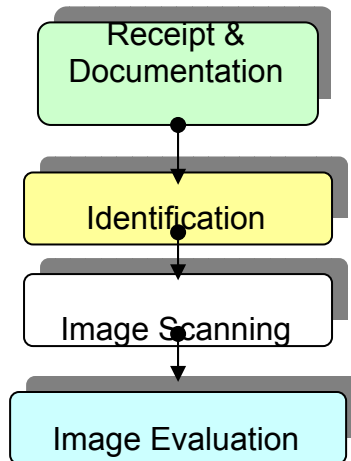 Receipt &
Documentation
Identification
Image Scanning
Image Evaluation